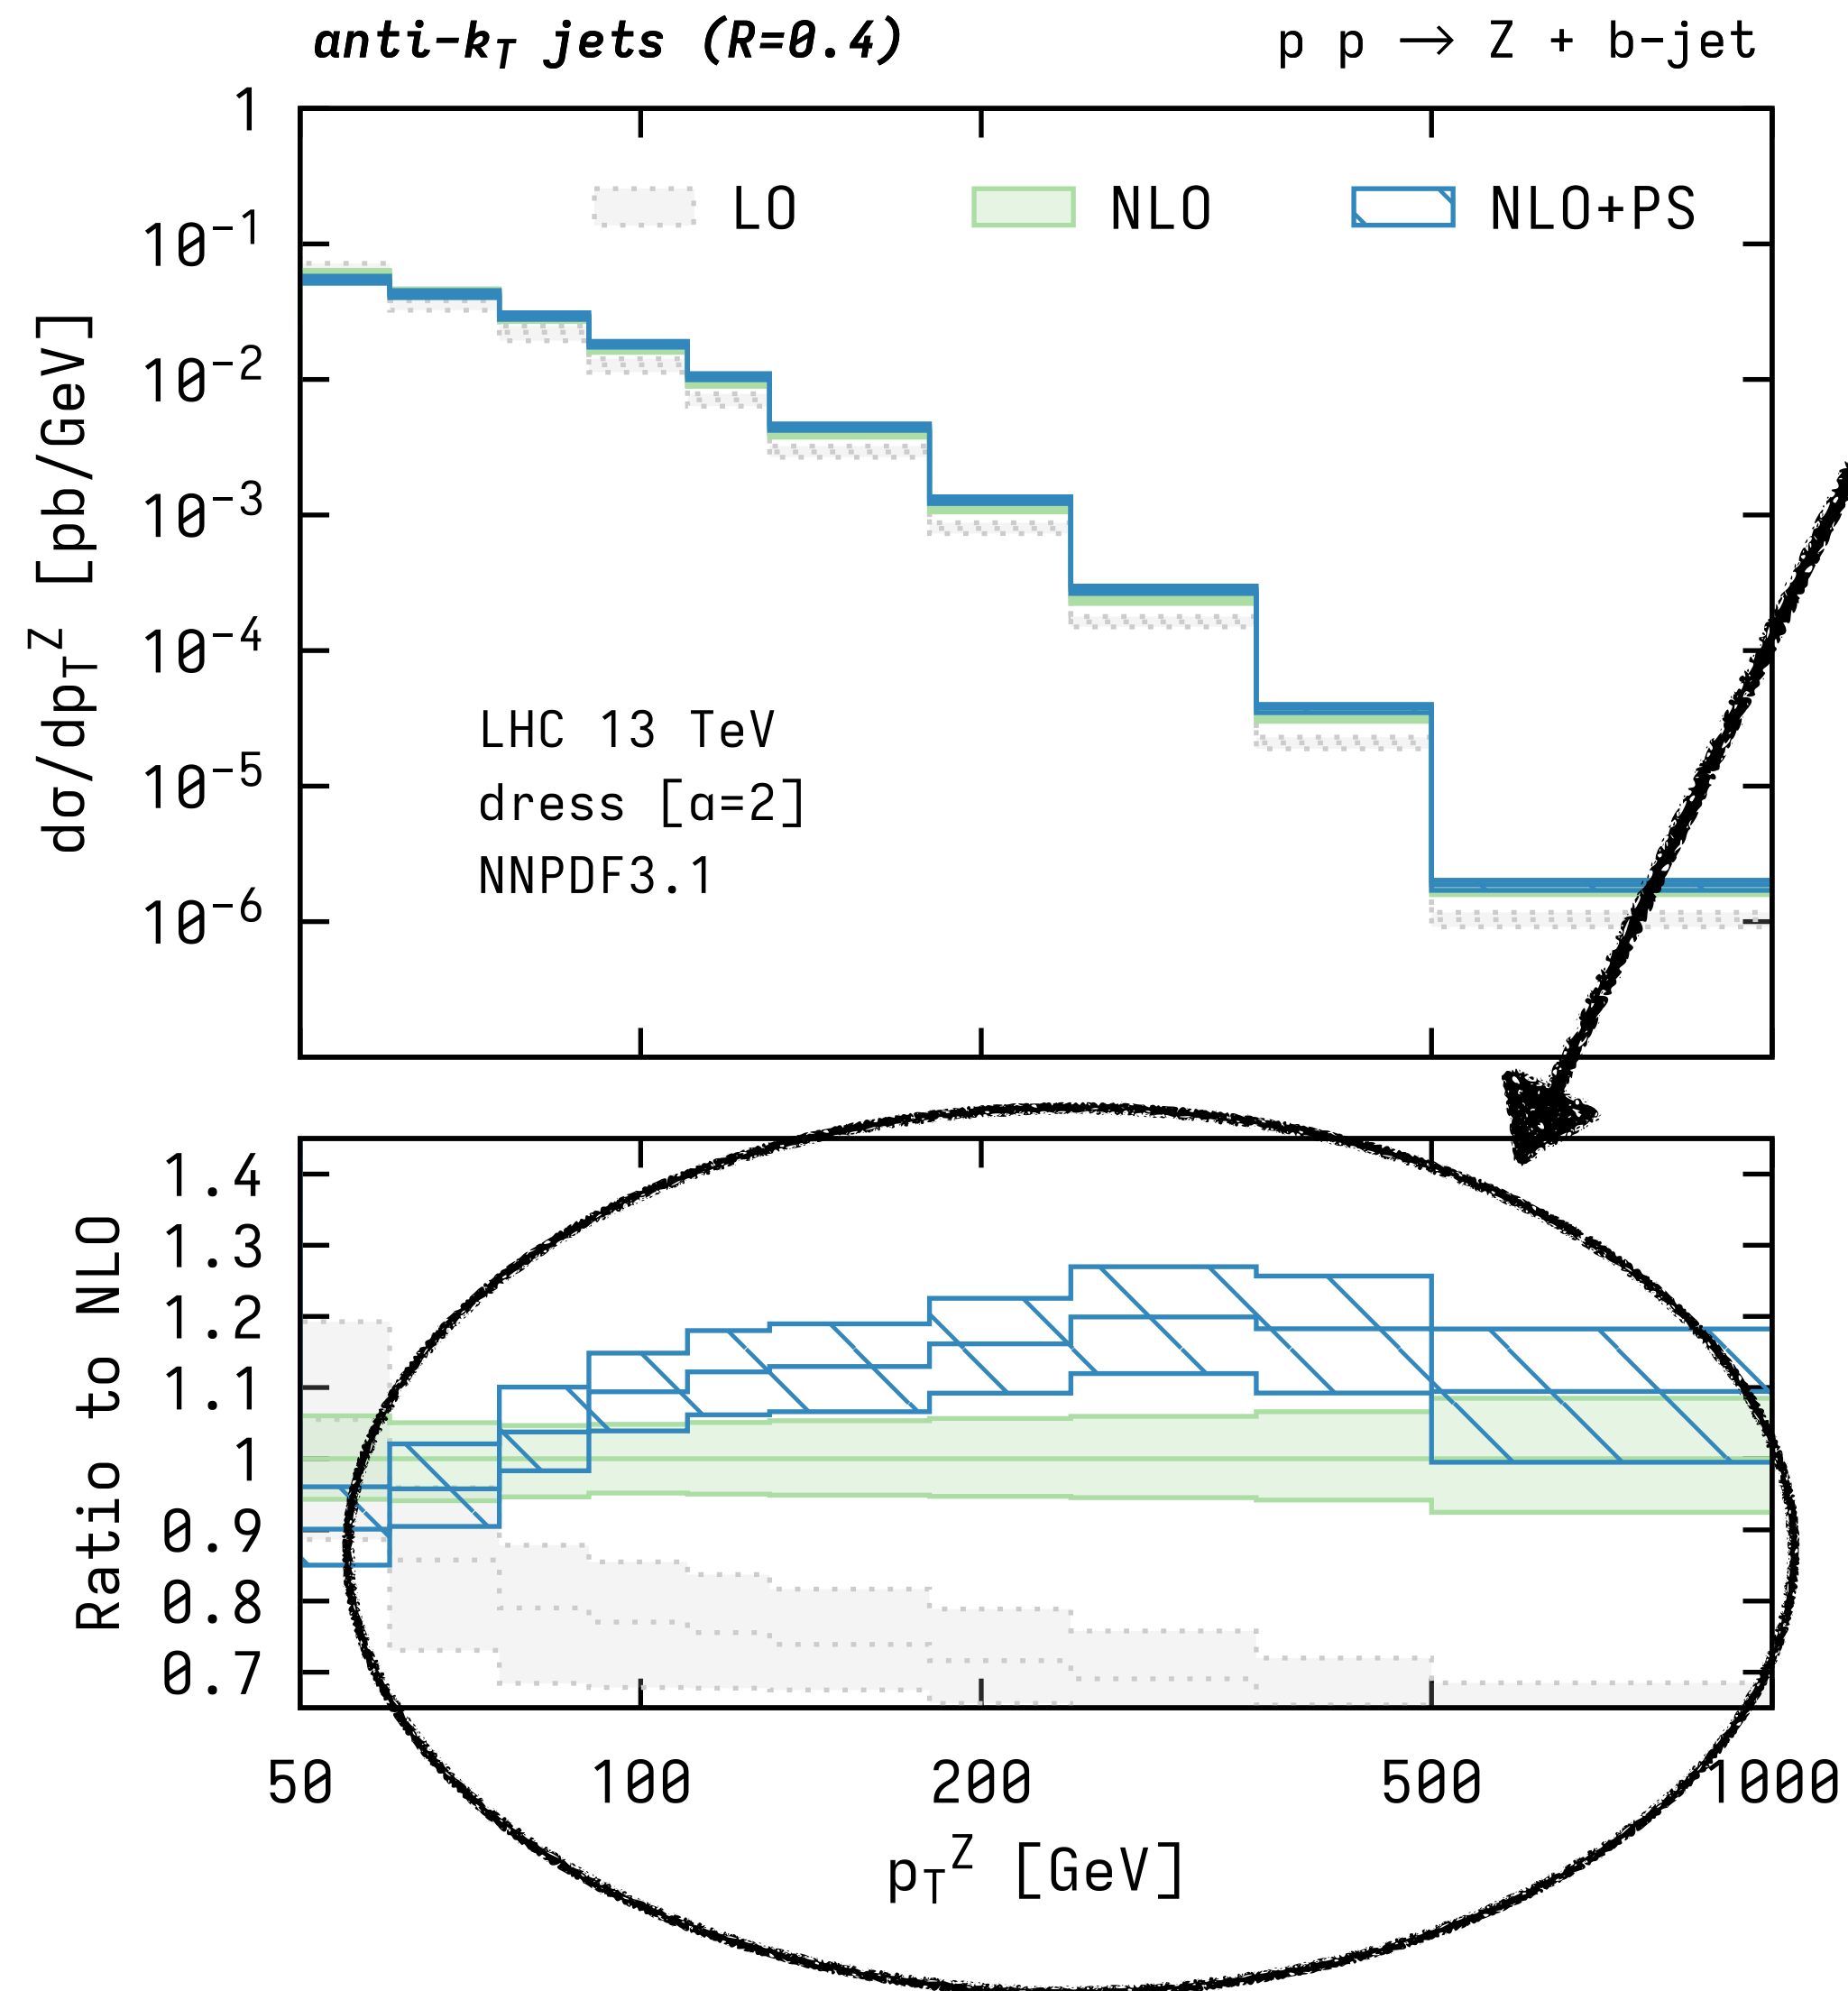 anti-kT jets (R=0.4)
p p → Z + b-jet
1
10⁻¹
10⁻²
10⁻³
10⁻⁴
10⁻⁵
10⁻⁶
dσ/dpTᶻ [pb/GeV]
LO
NLO
NLO+PS
LHC 13 TeV
dress [a=2]
NNPDF3.1
1.4
1.3
1.2
1.1
1
0.9
0.8
0.7
Ratio to NLO
50 100 200 500 1000
pTᶻ [GeV]